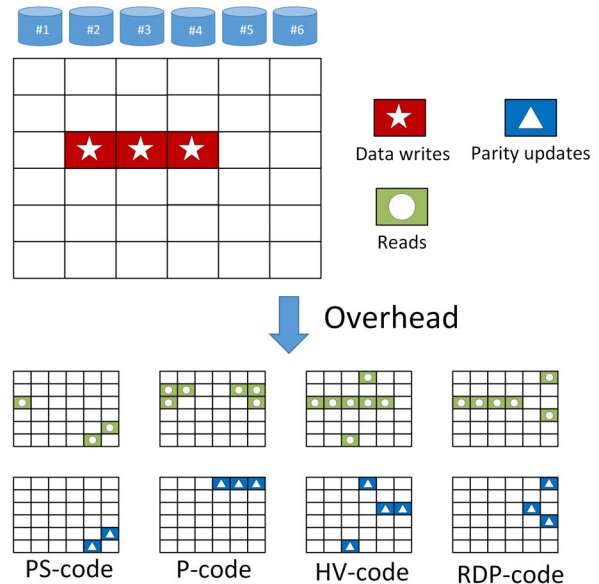 #1 #2 #3 #4 #5 #6
Data writes
Parity updates
Reads
Overhead
PS-code
P-code
HV-code
RDP-code